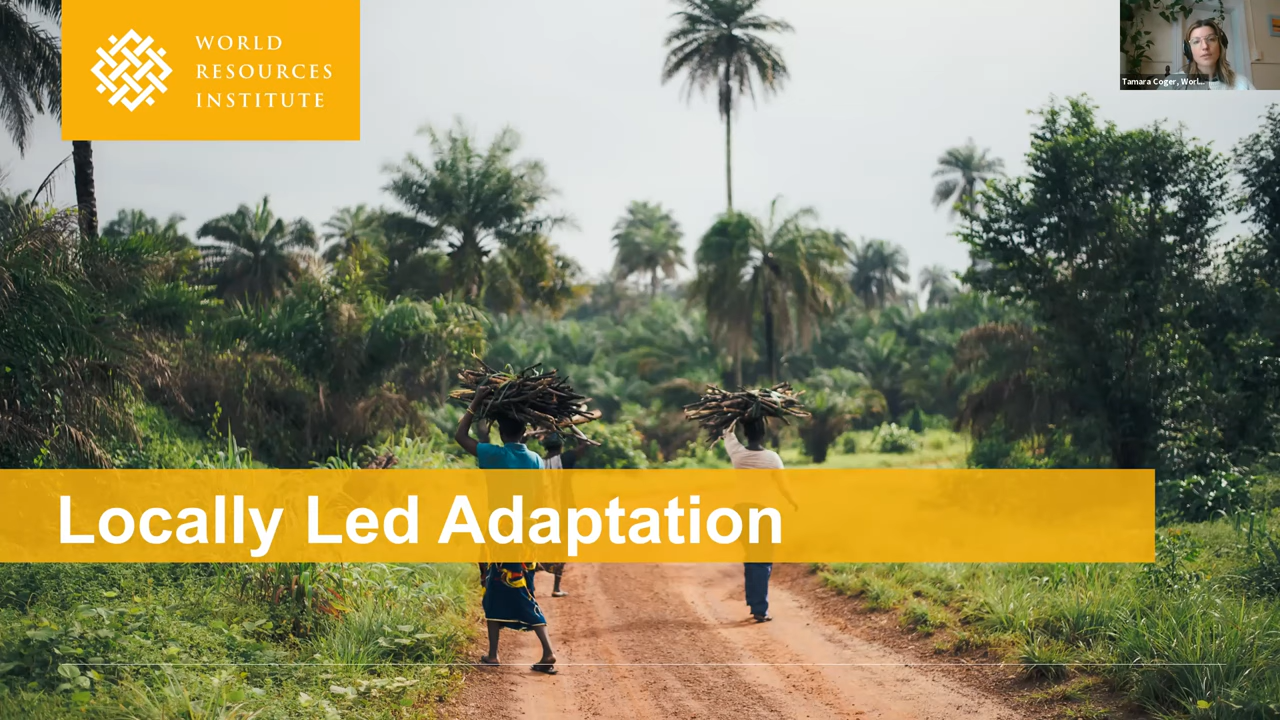 WORLD
RESOURCES
INSTITUTE
Tamara Coger, Worl...
Locally Led Adaptation